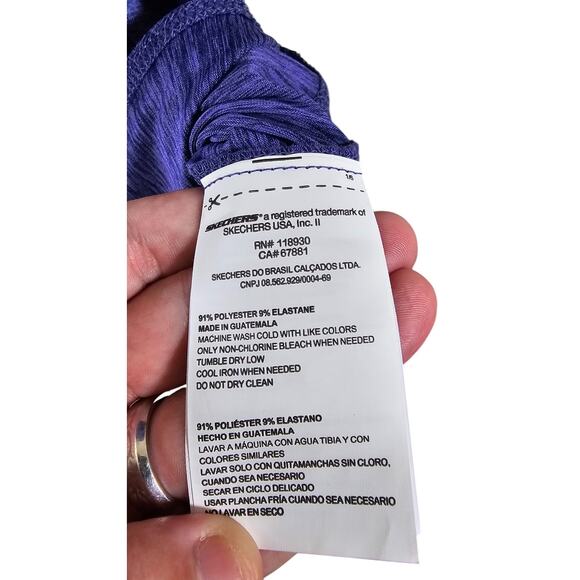 1/6
SKECHERS® a registered trademark of
SKECHERS USA, Inc. II
RN# 118930
CA# 67881
SKECHERS DO BRASIL CALÇADOS LTDA.
CNPJ 08.562.929/0004-69
91% POLYESTER 9% ELASTANE
MADE IN GUATEMALA
MACHINE WASH COLD WITH LIKE COLORS
ONLY NON-CHLORINE BLEACH WHEN NEEDED
TUMBLE DRY LOW
COOL IRON WHEN NEEDED
DO NOT DRY CLEAN
91% POLIÉSTER 9% ELASTANO
HECHO EN GUATEMALA
LAVAR A MÁQUINA CON AGUA TIBIA Y CON
COLORES SIMILARES
LAVAR SOLO CON QUITAMANCHAS SIN CLORO,
CUANDO SEA NECESARIO
SECAR EN CICLO DELICADO
USAR PLANCHA FRÍA CUANDO SEA NECESARIO
NO LAVAR EN SECO